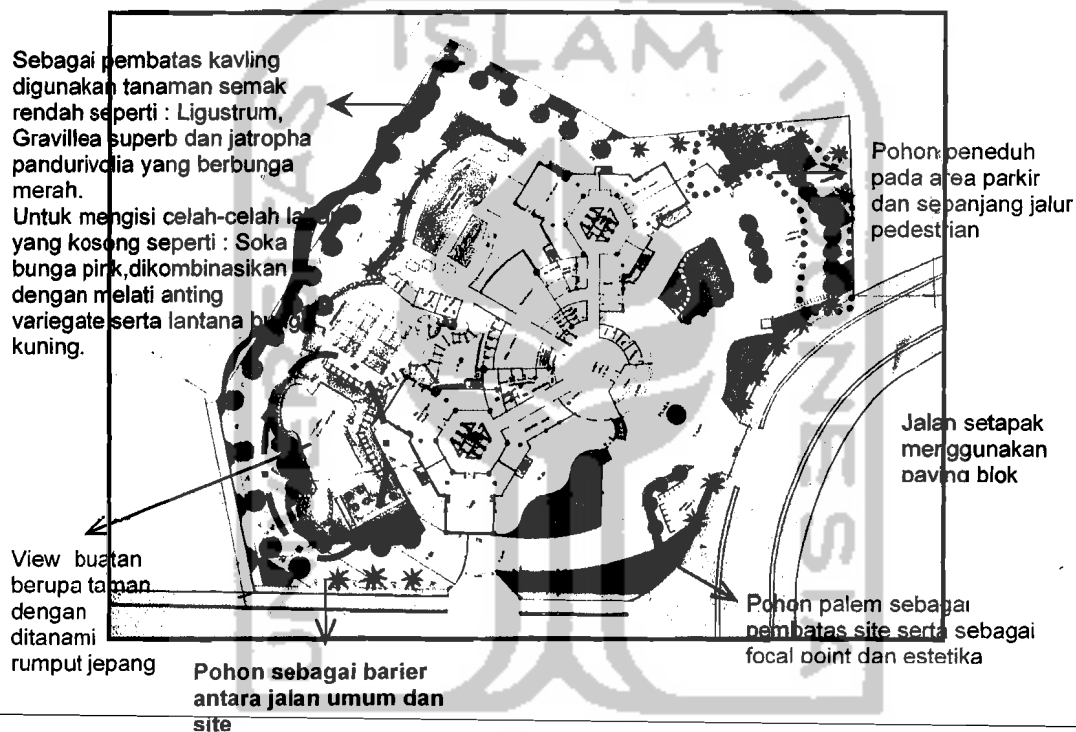 Sebagai pembatas kavling
digunakan tanaman semak
rendah seperti : Ligustrum,
Gravillea superb dan jatropha
pandurivolia yang berbunga
merah.
Untuk mengisi celah-celah
yang kosong seperti : Soka
bunga pink,dikombinasikan
dengan melati anting
variegate serta lantana
kuning.
Pohon peneduh
pada area parkir
dan sepanjang jalur
pedestrian
Jalan setapak
menggunakan
paving blok
View buatan
berupa taman
dengan
ditanami
rumput jepang
Pohon sebagai barier
antara jalan umum dan
site
Pohon palem sebagai
pembatas site serta sebagai
focal point dan estetika
UNIVERSITAS
ISLAM
INDONESIA